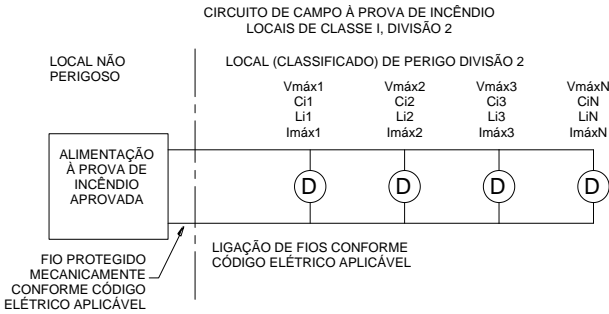 CIRCUITO DE CAMPO À PROVA DE INCÊNDIO
LOCAIS DE CLASSE I, DIVISÃO 2
LOCAL NÃO
PERIGOSO
LOCAL (CLASSIFICADO) DE PERIGO DIVISÃO 2
Vmáx1
Ci1
Li1
Imáx1
Vmáx2
Ci2
Li2
Imáx2
Vmáx3
Ci3
Li3
Imáx3
VmáxN
CiN
LiN
ImáxN
ALIMENTAÇÃO
À PROVA DE
INCÊNDIO
APROVADA
D
D
D
D
FIO PROTEGIDO
MECANICAMENTE
CONFORME CÓDIGO
ELÉTRICO APLICÁVEL
LIGAÇÃO DE FIOS CONFORME
CÓDIGO ELÉTRICO APLICÁVEL